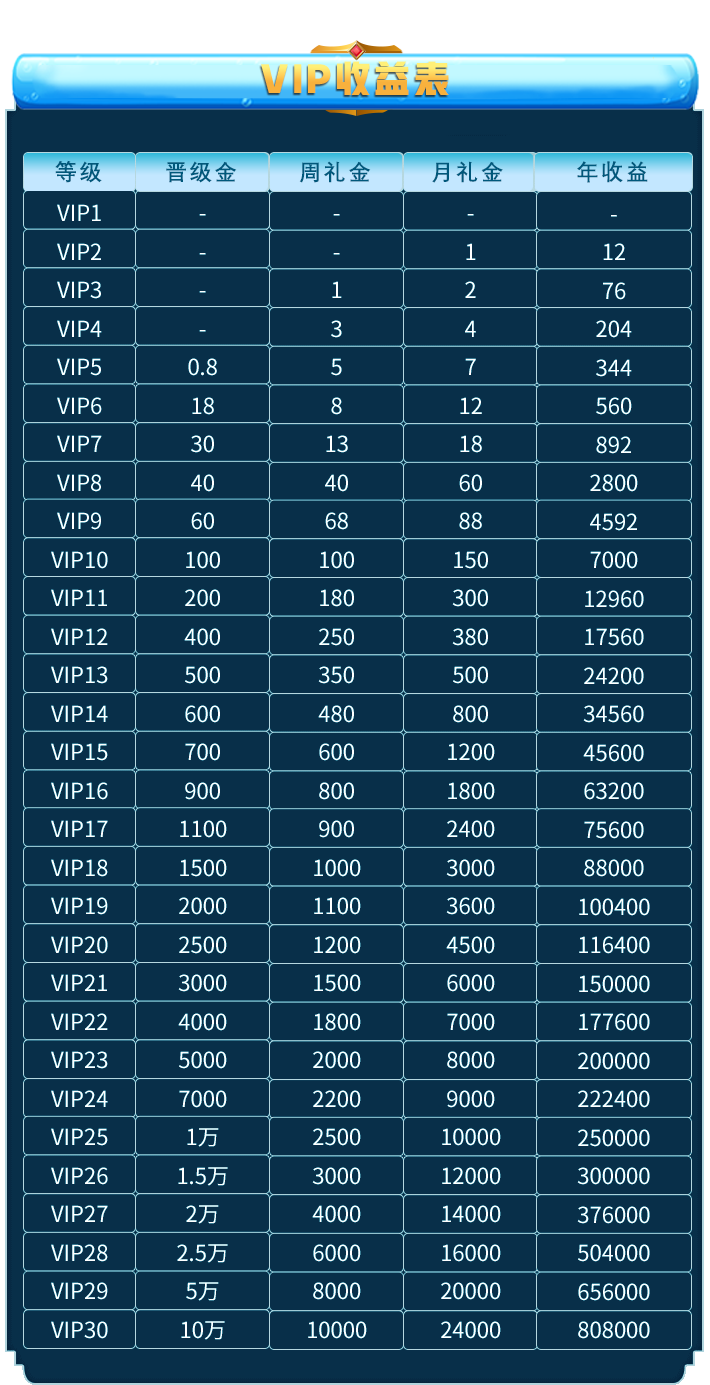 VIP收益表
等级 晋级金 周礼金 月礼金 年收益
VIP1 - - - -
VIP2 - - 1 12
VIP3 - 1 2 76
VIP4 - 3 4 204
VIP5 0.8 5 7 344
VIP6 18 8 12 560
VIP7 30 13 18 892
VIP8 40 40 60 2800
VIP9 60 68 88 4592
VIP10 100 100 150 7000
VIP11 200 180 300 12960
VIP12 400 250 380 17560
VIP13 500 350 500 24200
VIP14 600 480 800 34560
VIP15 700 600 1200 45600
VIP16 900 800 1800 63200
VIP17 1100 900 2400 75600
VIP18 1500 1000 3000 88000
VIP19 2000 1100 3600 100400
VIP20 2500 1200 4500 116400
VIP21 3000 1500 6000 150000
VIP22 4000 1800 7000 177600
VIP23 5000 2000 8000 200000
VIP24 7000 2200 9000 222400
VIP25 1万 2500 10000 250000
VIP26 1.5万 3000 12000 300000
VIP27 2万 4000 14000 376000
VIP28 2.5万 6000 16000 504000
VIP29 5万 8000 20000 656000
VIP30 10万 10000 24000 808000